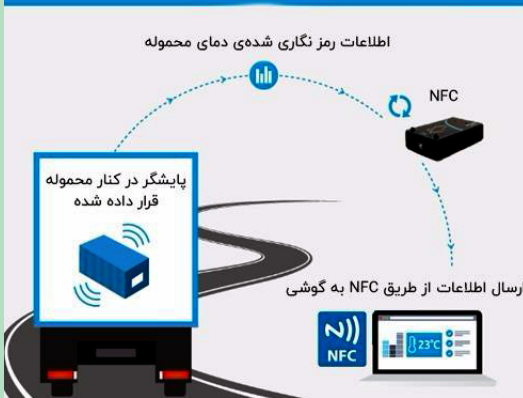 اطلاعات رمز نگاری شده‌ی دمای محموله
NFC
پایشگر در کنار محموله
قرار داده شده
ارسال اطلاعات از طریق NFC به گوشی
NFC
23°C